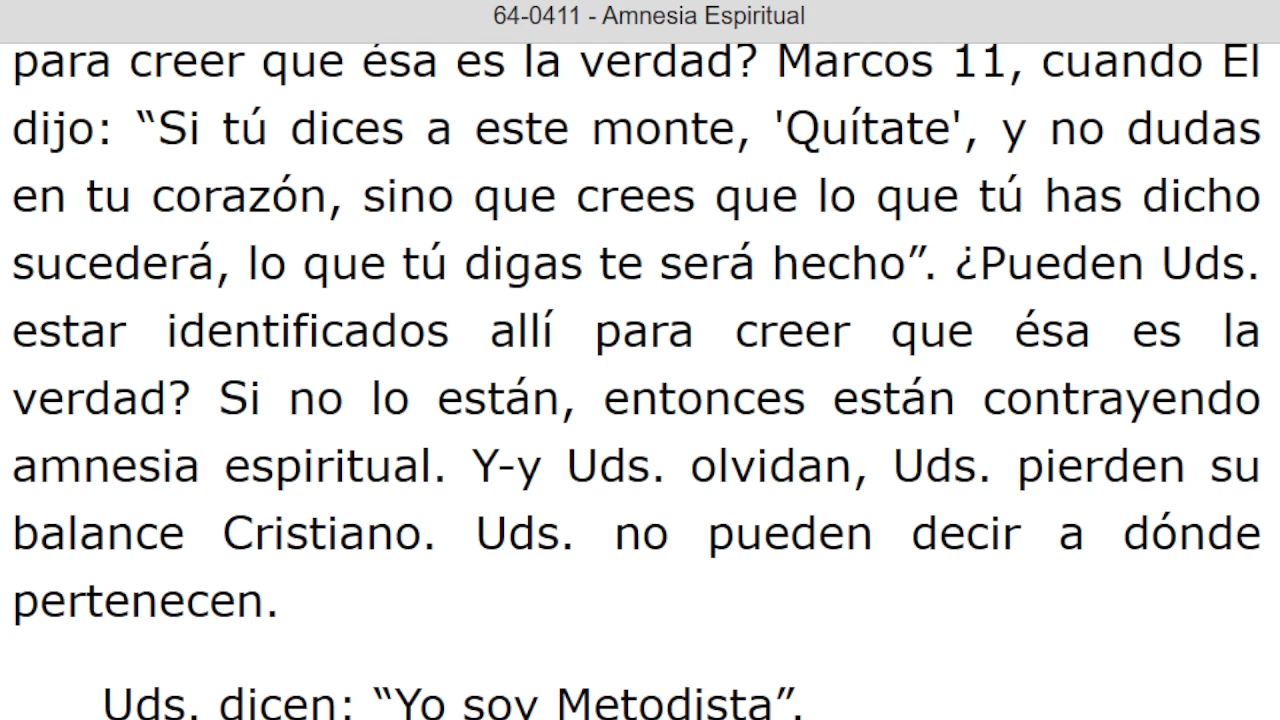 64-0411 - Amnesia Espiritual
para creer que ésa es la verdad? Marcos 11, cuando El
dijo: “Si tú dices a este monte, 'Quítate', y no dudas
en tu corazón, sino que crees que lo que tú has dicho
sucederá, lo que tú digas te será hecho”. ¿Pueden Uds.
estar identificados allí para creer que ésa es la
verdad? Si no lo están, entonces están contrayendo
amnesia espiritual. Y-y Uds. olvidan, Uds. pierden su
balance Cristiano. Uds. no pueden decir a dónde
pertenecen.
Uds. dicen: “Yo soy Metodista”.